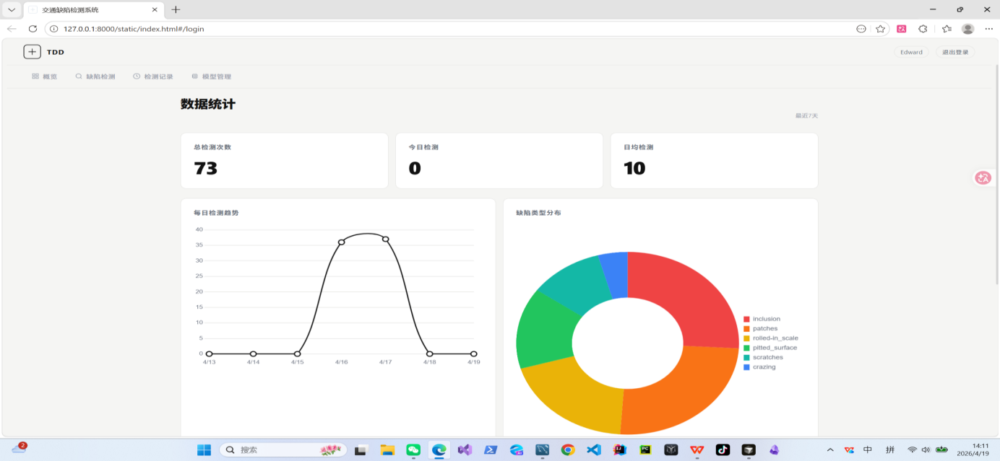 交通缺陷检测系统
127.0.0.1:8000/static/index.html#/login
TDD
Edward
退出登录
概览
缺陷检测
检测记录
模型管理
数据统计
最近7天
总检测次数
73
今日检测
0
日均检测
10
每日检测趋势
40
35
30
25
20
15
10
5
0
4/13
4/14
4/15
4/16
4/17
4/18
4/19
缺陷类型分布
inclusion
patches
rolled-in_scale
pitted_surface
scratches
crazing
2
搜索
中
拼
14:11
2026/4/19